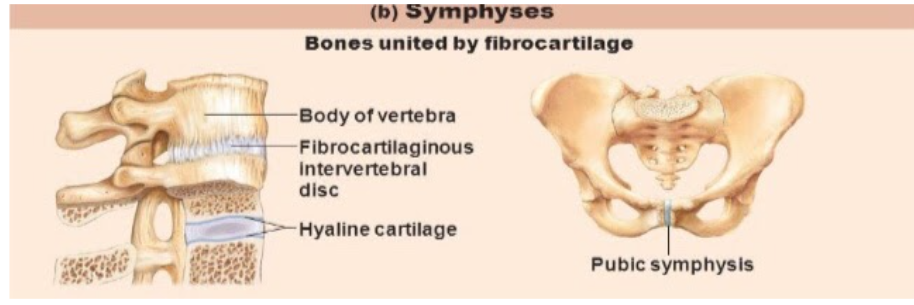 (b) Symphyses
Bones united by fibrocartilage
Body of vertebra
Fibrocartilaginous
intervertebral
disc
Hyaline cartilage
Pubic symphysis